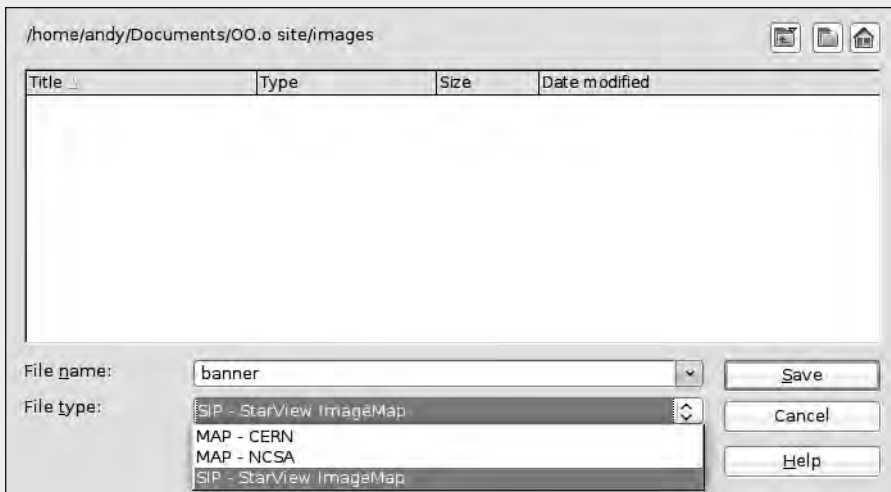 /home/andy/Documents/OO.o site/images
Title Type Size Date modified
File name: banner Save
File type: SIP - StarView ImageMap Cancel
MAP - CERN
MAP - NCSA Help
SIP - StarView ImageMap